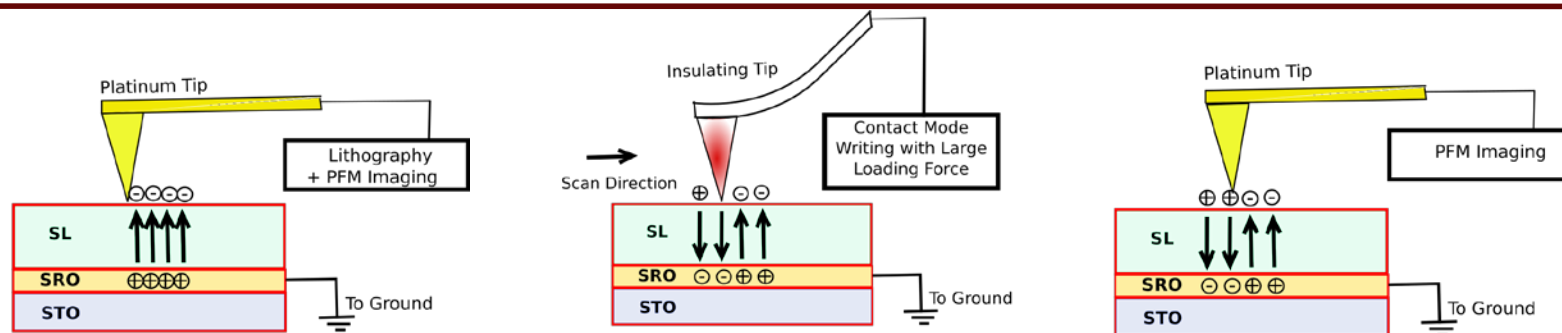 Platinum Tip
Lithography
+ PFM Imaging
SL
SRO
STO
To Ground
Insulating Tip
Contact Mode
Writing with Large
Loading Force
Scan Direction
SL
SRO
STO
To Ground
Platinum Tip
PFM Imaging
SL
SRO
STO
To Ground